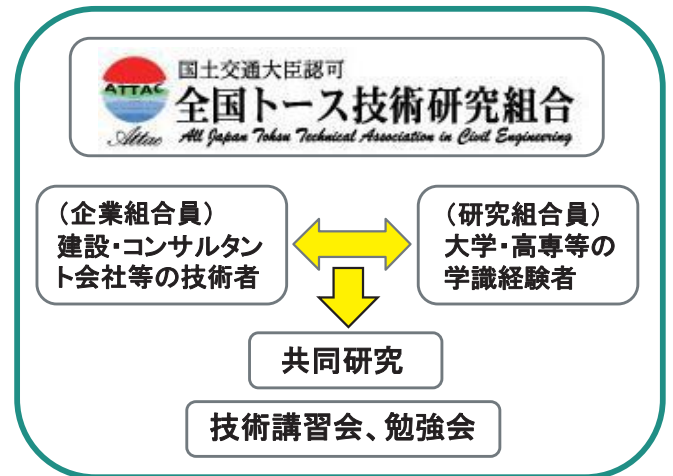 国土交通大臣認可
ATTAC
全国トース技術研究組合
Attac
All Japan Tohsu Technical Association in Civil Engineering
（企業組合員）
建設・コンサルタン
ト会社等の技術者
（研究組合員）
大学・高専等の
学識経験者
共同研究
技術講習会、勉強会